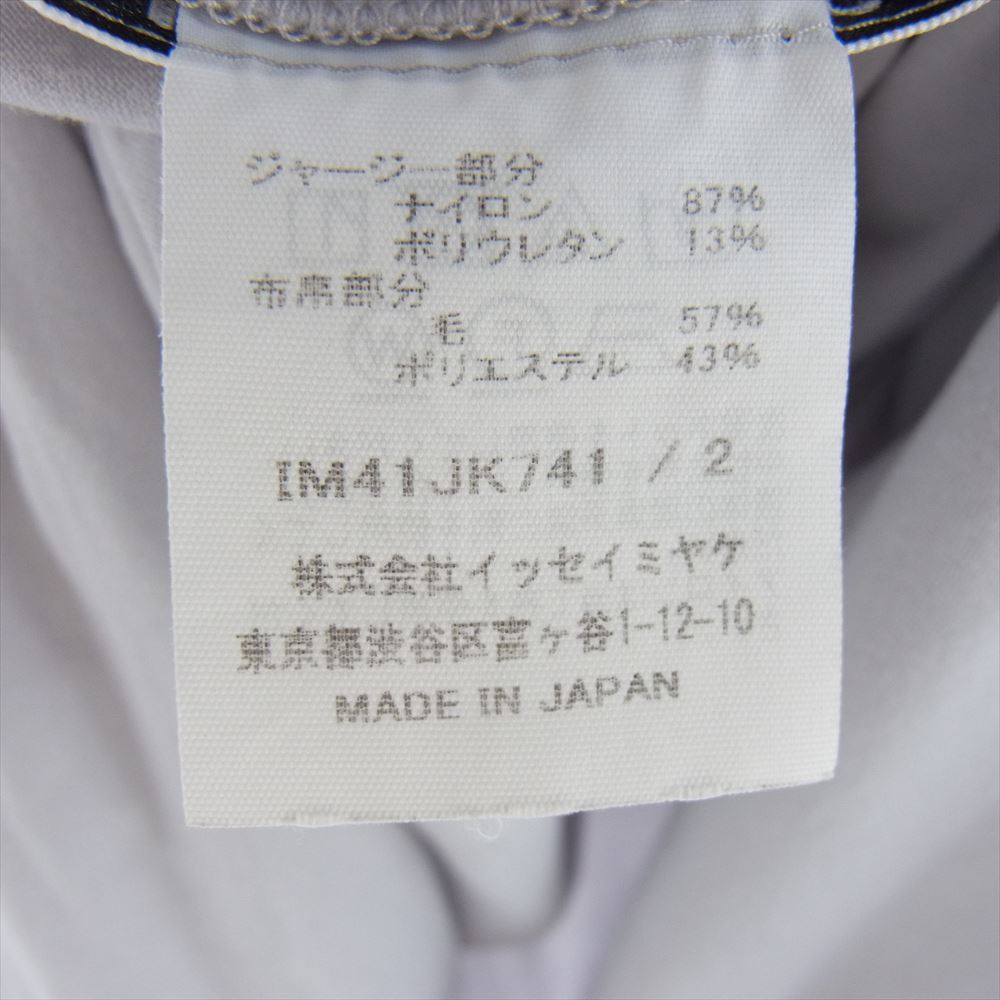 ジャージー部分
ナイロン 87%
ポリウレタン 13%
布帛部分
毛 57%
ポリエステル 43%
IM41JK741 / 2
株式会社イッセイミヤケ
東京都渋谷区富ヶ谷1-12-10
MADE IN JAPAN